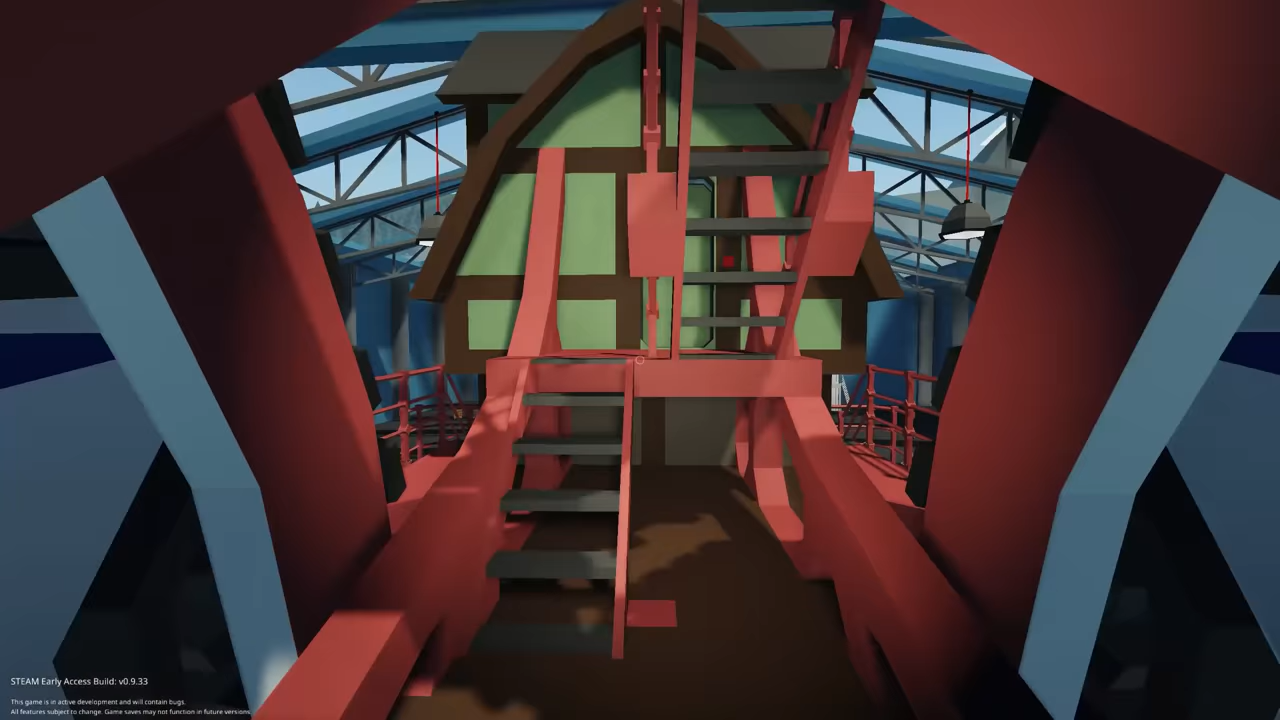 STEAM Early Access Build: v0.9.33
This game is in active development and will contain bugs.
All features subject to change. Game saves may not function in future versions